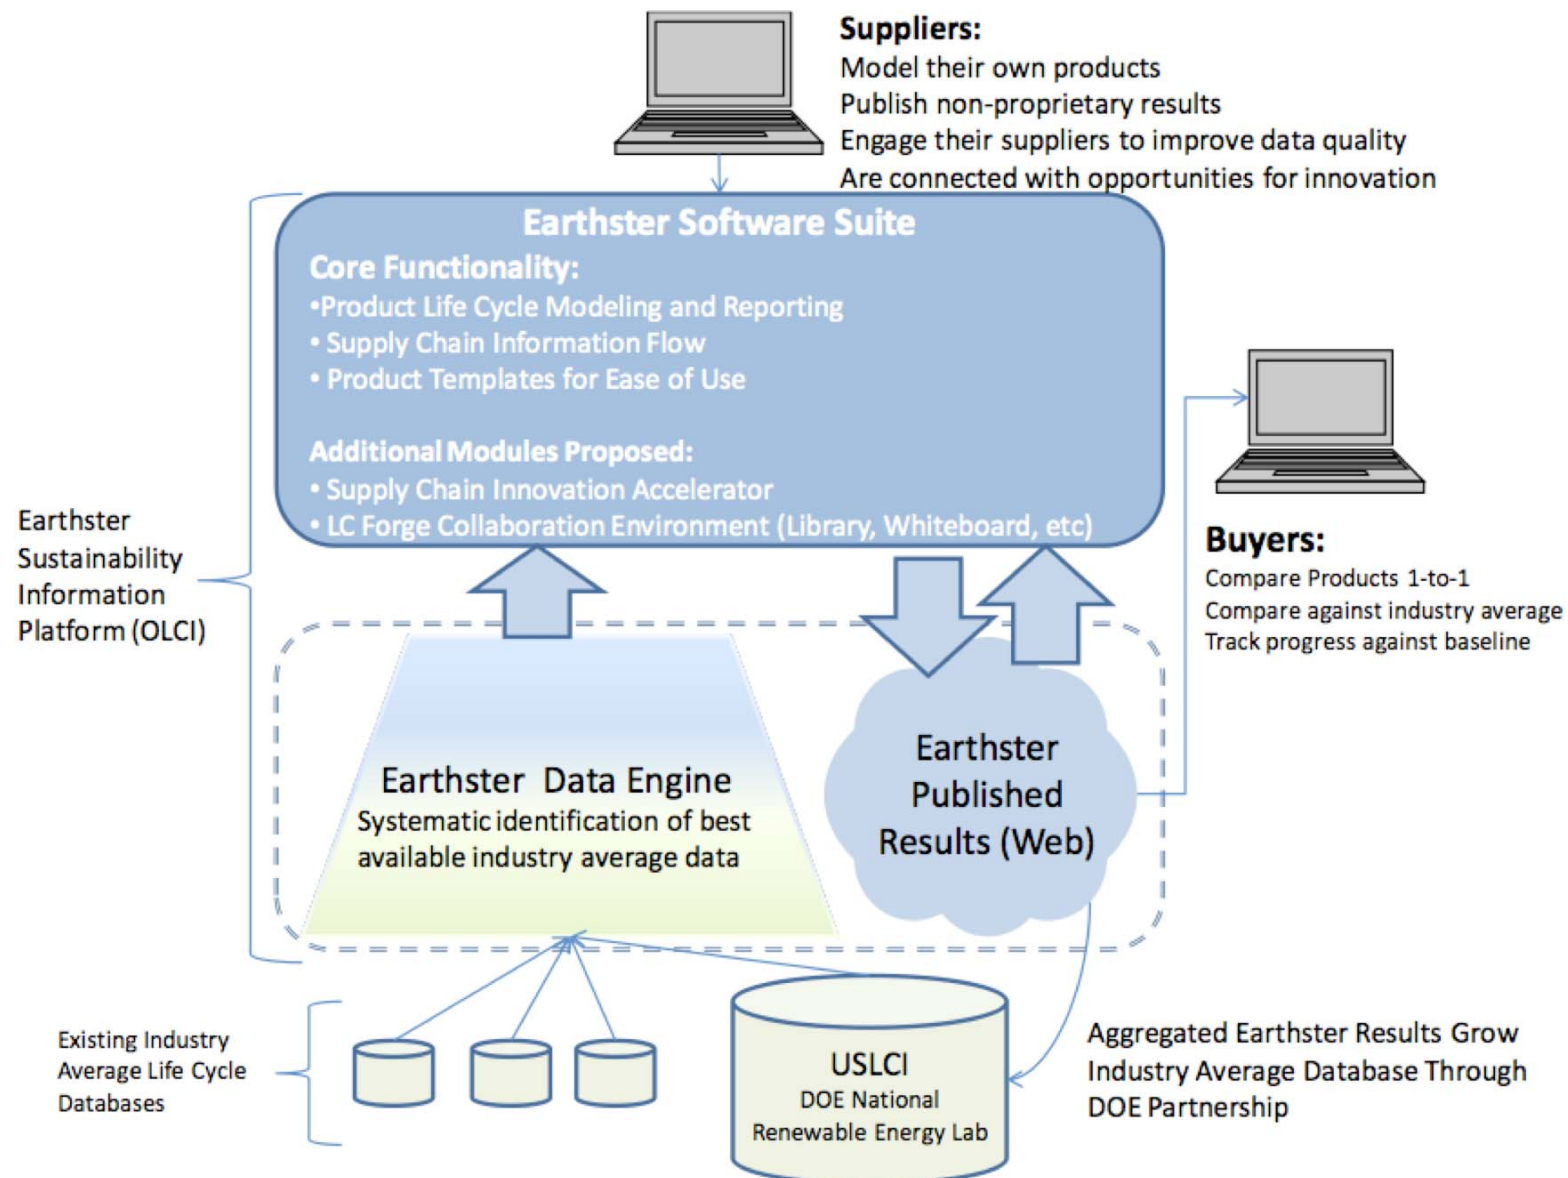 Suppliers:
Model their own products
Publish non-proprietary results
Engage their suppliers to improve data quality
Are connected with opportunities for innovation
Earthster Software Suite
Core Functionality:
•Product Life Cycle Modeling and Reporting
• Supply Chain Information Flow
• Product Templates for Ease of Use
Additional Modules Proposed:
• Supply Chain Innovation Accelerator
• LC Forge Collaboration Environment (Library, Whiteboard, etc)
Earthster
Sustainability
Information
Platform (OLCI)
Buyers:
Compare Products 1-to-1
Compare against industry average
Track progress against baseline
Earthster Data Engine
Systematic identification of best
available industry average data
Earthster
Published
Results (Web)
Existing Industry
Average Life Cycle
Databases
USLCI
DOE National
Renewable Energy Lab
Aggregated Earthster Results Grow
Industry Average Database Through
DOE Partnership